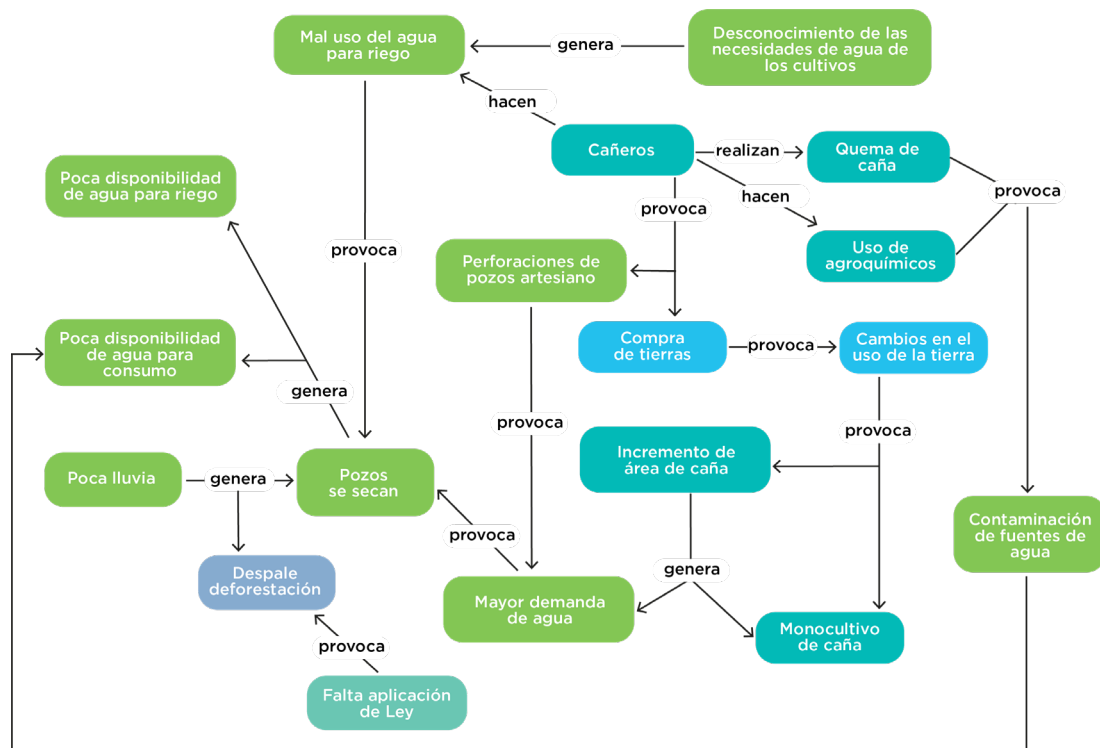 Mal uso del agua
para riego
genera
Desconocimiento de las
necesidades de agua de
los cultivos
hacen
Cañeros
realizan
Quema de
caña
Poca disponibilidad
de agua para riego
provoca
hacen
provoca
provoca
Perforaciones de
pozos artesiano
Uso de
agroquímicos
Poca disponibilidad
de agua para
consumo
Compra
de tierras
provoca
Cambios en el
uso de la tierra
genera
provoca
provoca
Poca lluvia
genera
Pozos
se secan
Incremento de
área de caña
provoca
Contaminación
de fuentes de
agua
Despale
deforestación
genera
Mayor demanda
de agua
Monocultivo
de caña
provoca
Falta aplicación
de Ley